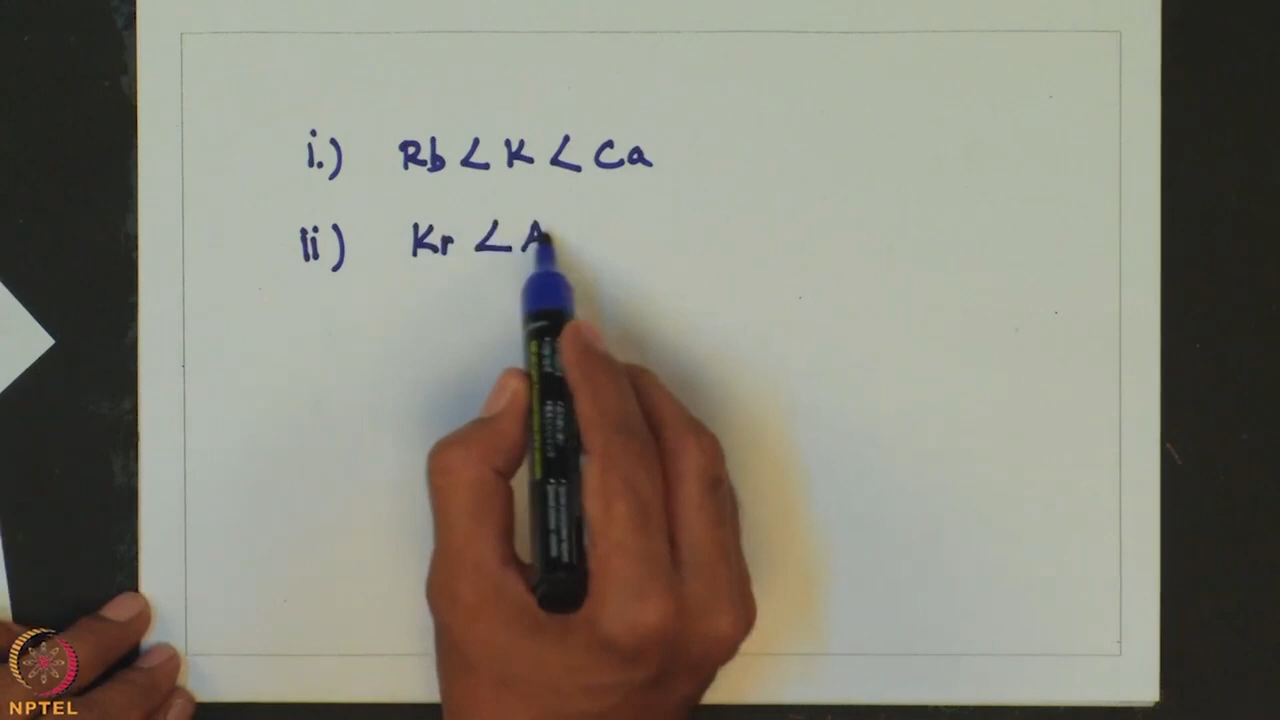 i.) Rb < K < Ca
ii) Kr < A
NPTEL